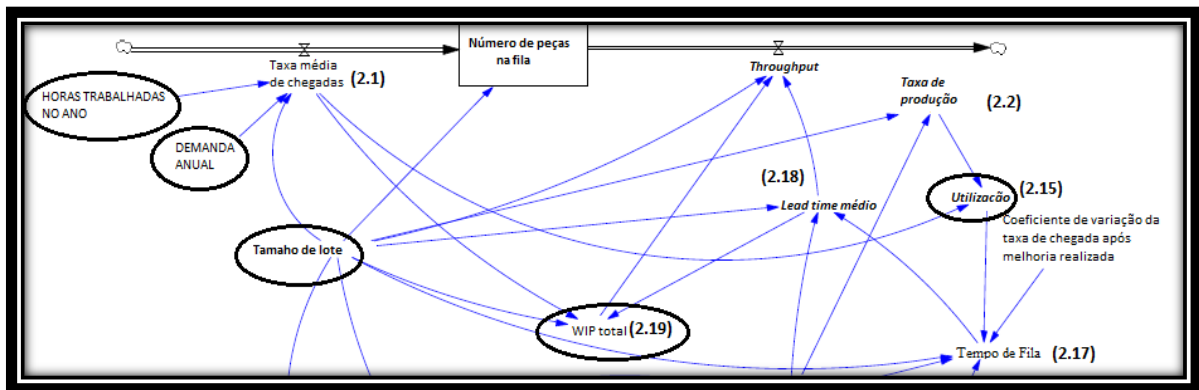 Número de peças
na fila
Taxa média
de chegadas
(2.1)
Throughput
Taxa de
produção
(2.2)
HORAS TRABALHADAS
NO ANO
DEMANDA
ANUAL
(2.18)
Lead time médio
(2.15)
Utilizacão
Coeficiente de variação da
taxa de chegada após
melhoria realizada
Tamaho de lote
WIP total (2.19)
Tempo de Fila (2.17)